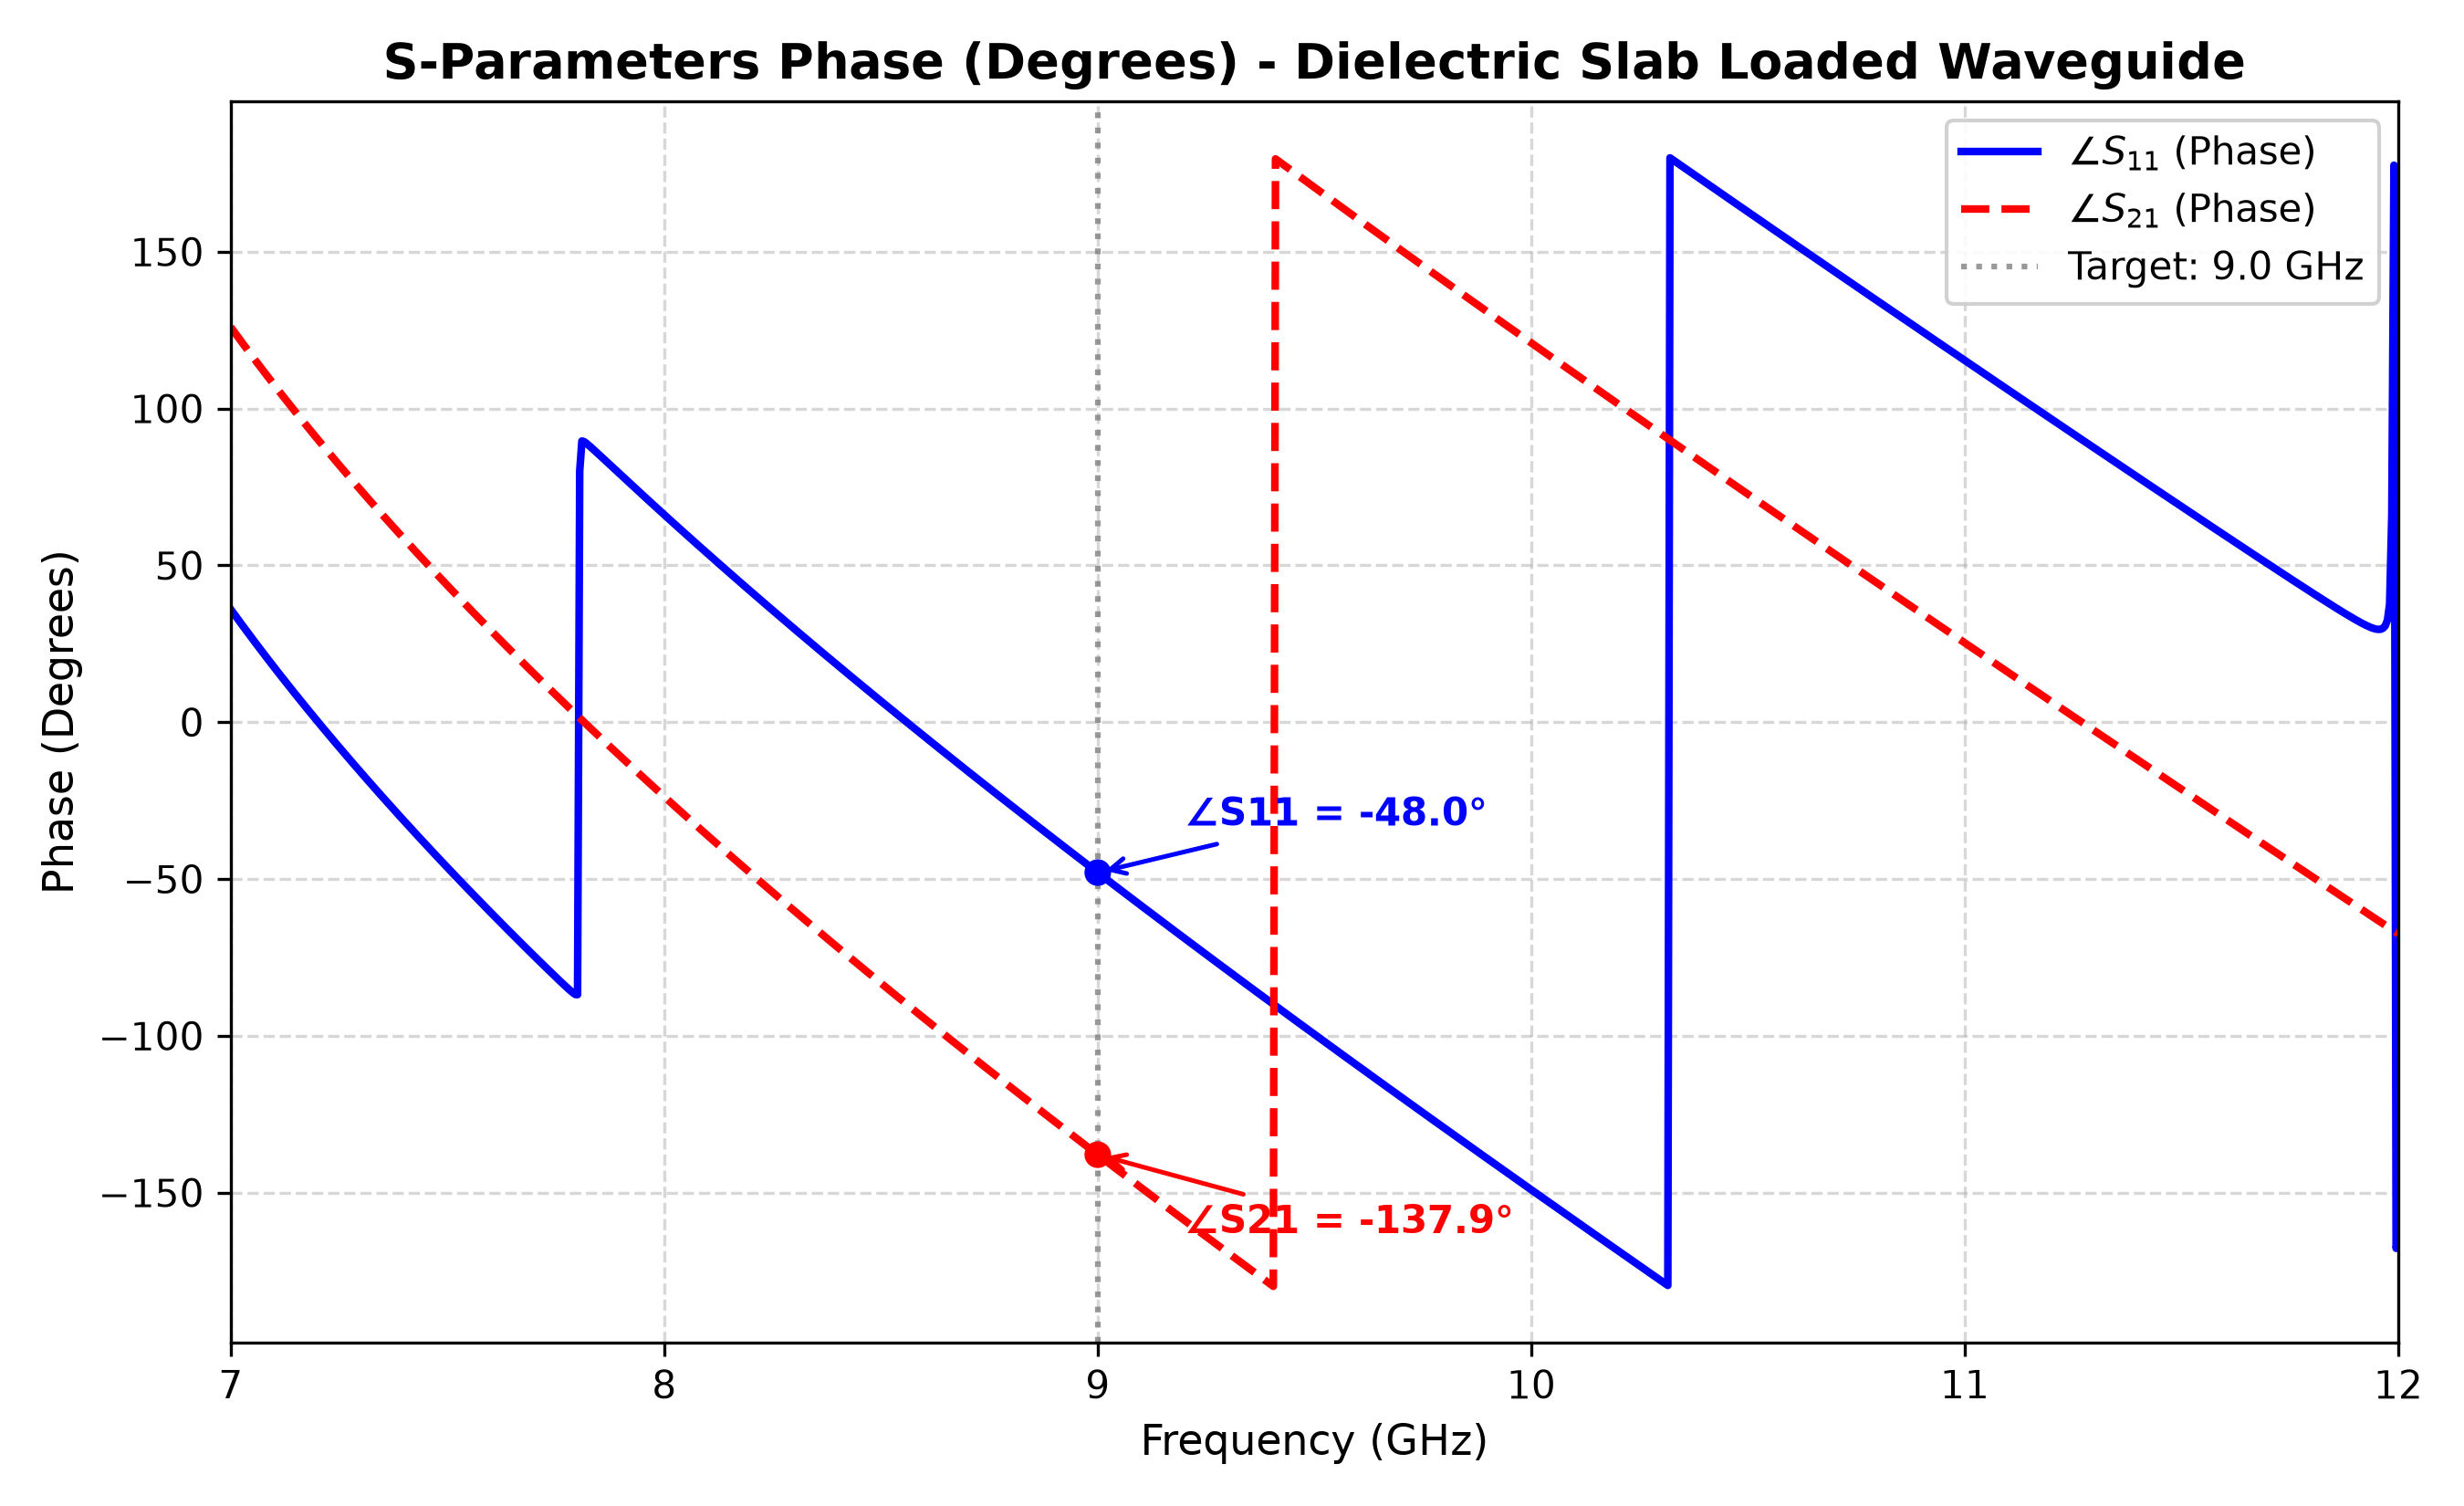 S-Parameters Phase (Degrees) - Dielectric Slab Loaded Waveguide
∠S11 (Phase)
∠S21 (Phase)
Target: 9.0 GHz
Phase (Degrees)
150
100
50
0
−50
−100
−150
∠S11 = -48.0°
∠S21 = -137.9°
7 8 9 10 11 12
Frequency (GHz)